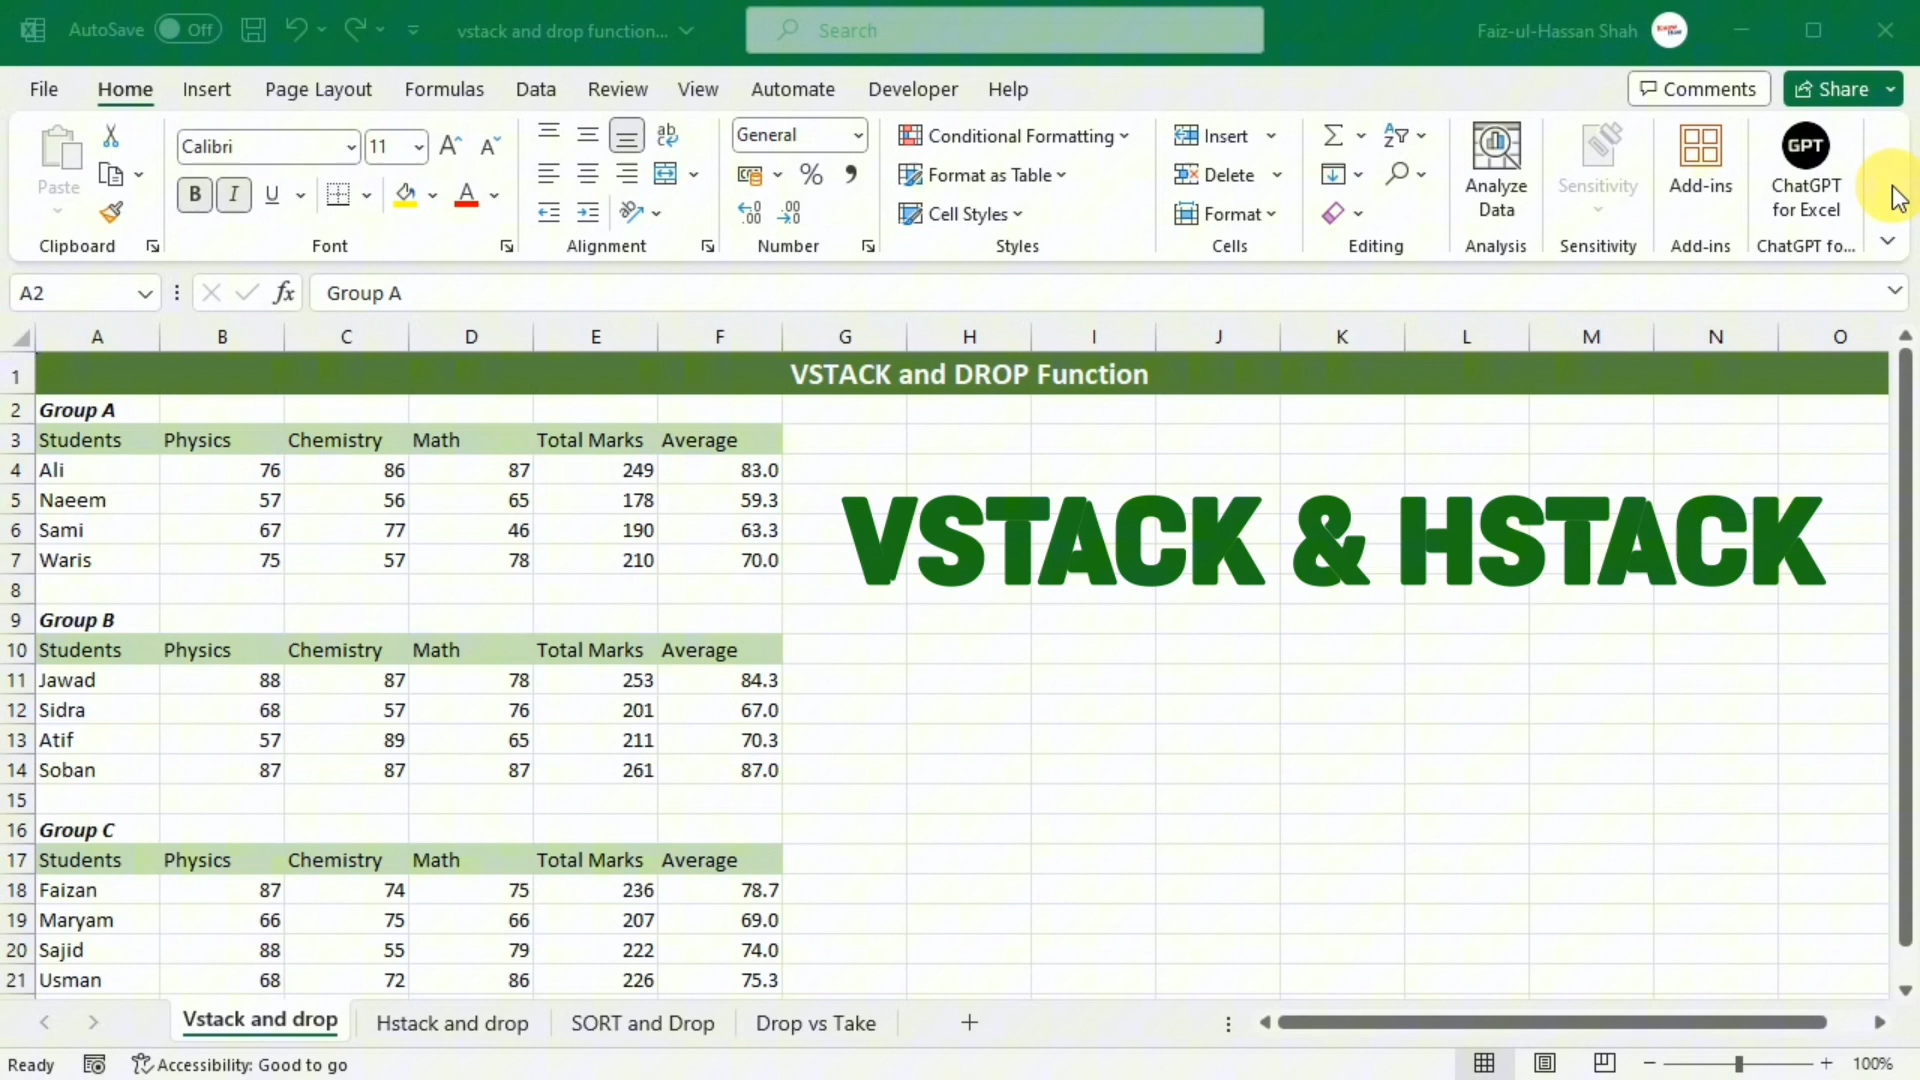 AutoSave Off vstack and drop function... Search Faiz-ul-Hassan Shah
File Home Insert Page Layout Formulas Data Review View Automate Developer Help Comments Share
Paste Calibri 11 B I U General % Conditional Formatting Format as Table Cell Styles Insert Delete Format Analyze Data Sensitivity Add-ins GPT ChatGPT for Excel
Clipboard Font Alignment Number Styles Cells Editing Analysis Sensitivity Add-ins ChatGPT fo...
A2 fx Group A
A B C D E F G H I J K L M N O
1 VSTACK and DROP Function
2 Group A
3 Students Physics Chemistry Math Total Marks Average
4 Ali 76 86 87 249 83.0
5 Naeem 57 56 65 178 59.3
6 Sami 67 77 46 190 63.3
7 Waris 75 57 78 210 70.0
VSTACK & HSTACK
8
9 Group B
10 Students Physics Chemistry Math Total Marks Average
11 Jawad 88 87 78 253 84.3
12 Sidra 68 57 76 201 67.0
13 Atif 57 89 65 211 70.3
14 Soban 87 87 87 261 87.0
15
16 Group C
17 Students Physics Chemistry Math Total Marks Average
18 Faizan 87 74 75 236 78.7
19 Maryam 66 75 66 207 69.0
20 Sajid 88 55 79 222 74.0
21 Usman 68 72 86 226 75.3
Vstack and drop Hstack and drop SORT and Drop Drop vs Take
Ready Accessibility: Good to go 100%